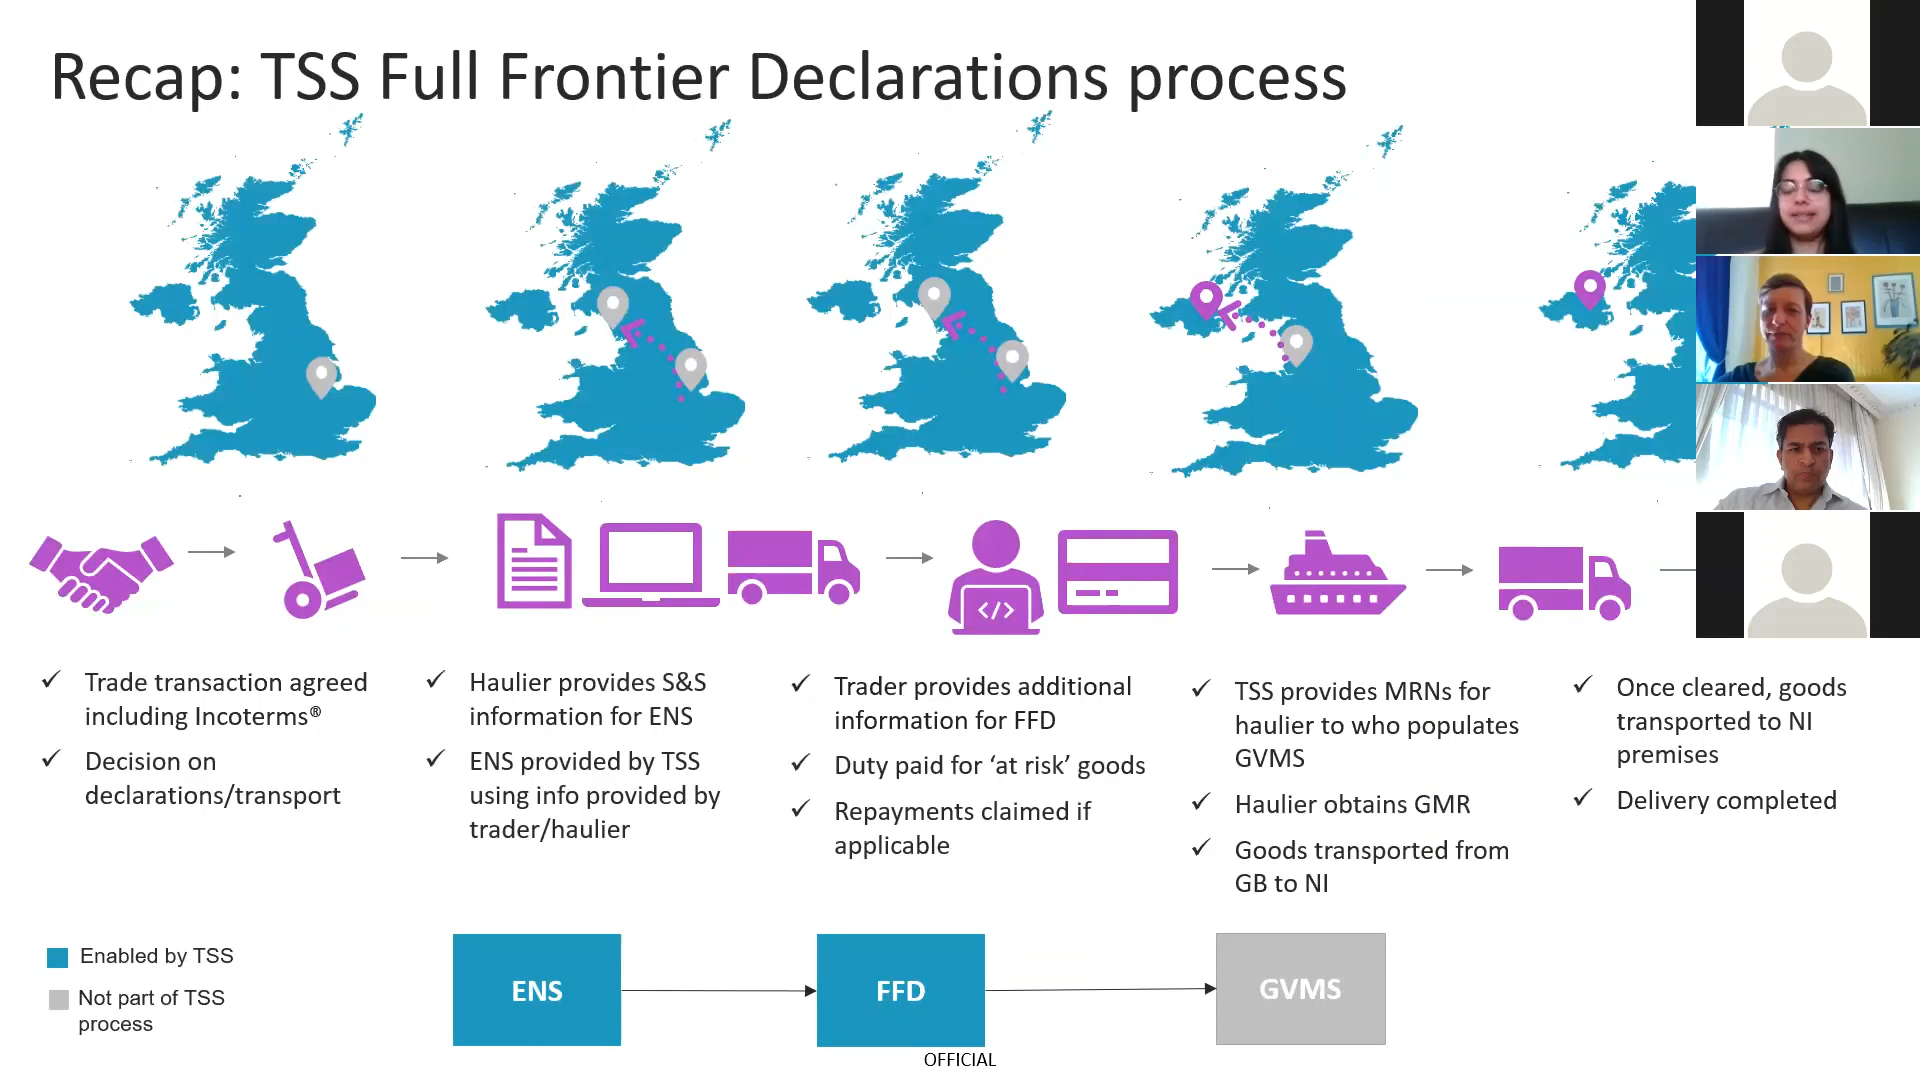 Recap: TSS Full Frontier Declarations process
</>
✓ Trade transaction agreed
including Incoterms®
✓ Decision on
declarations/transport
✓ Haulier provides S&S
information for ENS
✓ ENS provided by TSS
using info provided by
trader/haulier
✓ Trader provides additional
information for FFD
✓ Duty paid for ‘at risk’ goods
✓ Repayments claimed if
applicable
✓ TSS provides MRNs for
haulier to who populates
GVMS
✓ Haulier obtains GMR
✓ Goods transported from
GB to NI
✓ Once cleared, goods
transported to NI
premises
✓ Delivery completed
Enabled by TSS
Not part of TSS
process
ENS
FFD
GVMS
OFFICIAL